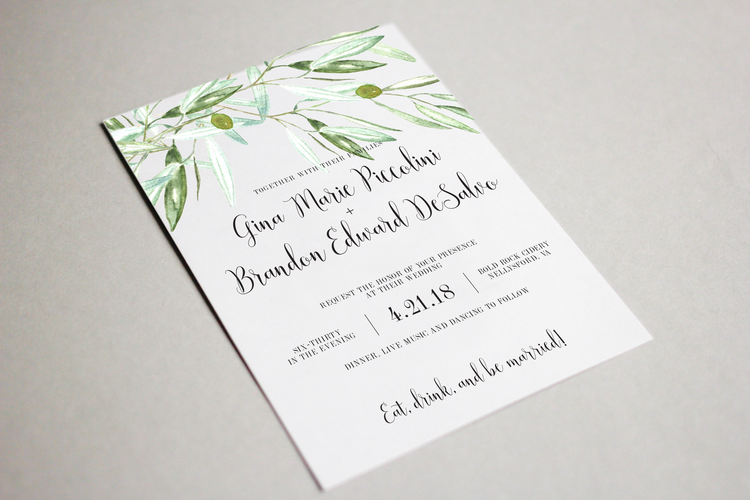 TOGETHER WITH THEIR FAMILIES
Gina Marie Piccolini
+
Brandon Edward DeSalvo
REQUEST THE HONOR OF YOUR PRESENCE
AT THEIR WEDDING
SIX-THIRTY
IN THE EVENING
4.21.18
BOLD ROCK CIDERY
NELLYSFORD, VA
DINNER, LIVE MUSIC AND DANCING TO FOLLOW
Eat, drink, and be married!